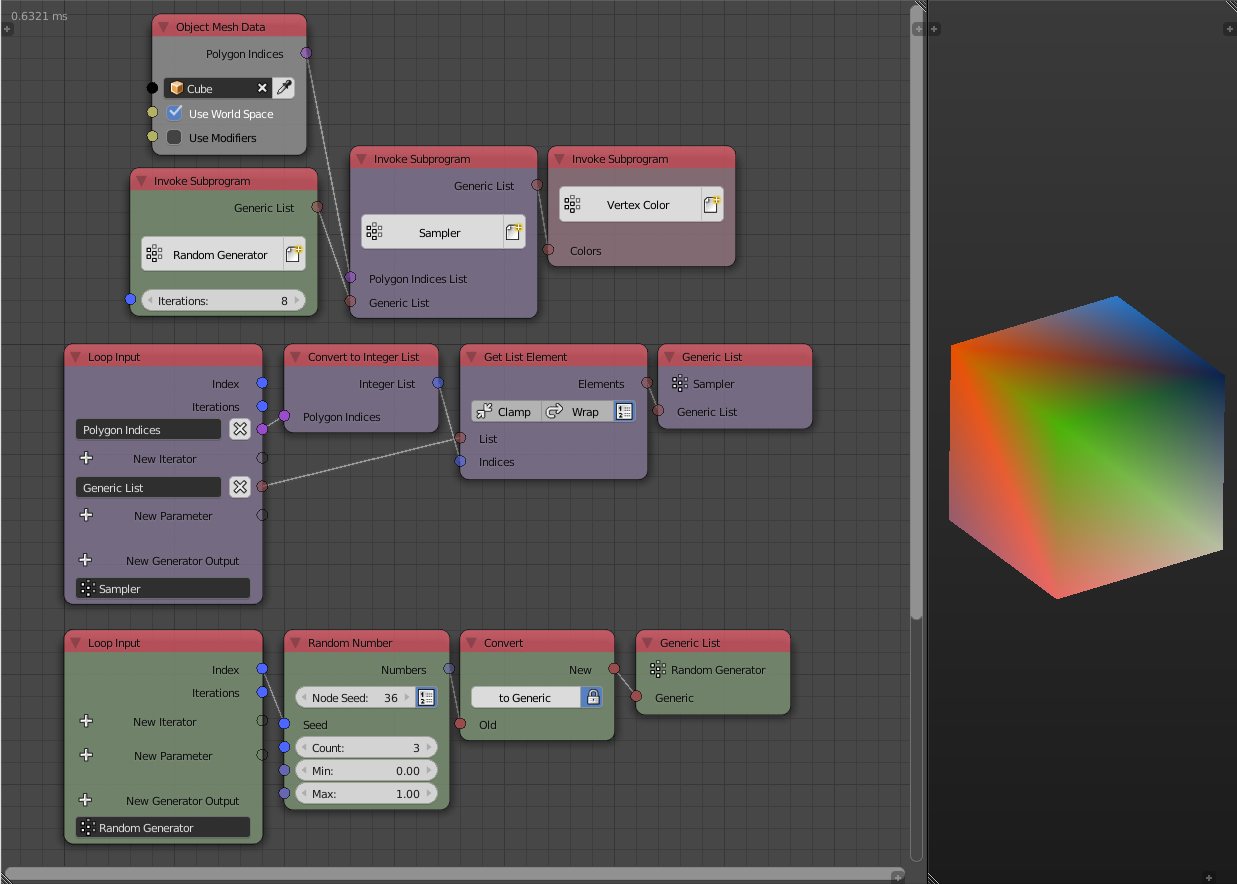 0.6321 ms
Object Mesh Data
Polygon Indices
Cube
Use World Space
Use Modifiers
Invoke Subprogram
Generic List
Random Generator
Iterations: 8
Invoke Subprogram
Generic List
Sampler
Polygon Indices List
Generic List
Invoke Subprogram
Vertex Color
Colors
Loop Input
Index
Iterations
Polygon Indices
New Iterator
Generic List
New Parameter
New Generator Output
Sampler
Convert to Integer List
Integer List
Polygon Indices
Get List Element
Elements
Clamp Wrap
List
Indices
Generic List
Sampler
Generic List
Loop Input
Index
Iterations
New Iterator
New Parameter
New Generator Output
Random Generator
Random Number
Numbers
Node Seed: 36
Seed
Count: 3
Min: 0.00
Max: 1.00
Convert
New
to Generic
Old
Generic List
Random Generator
Generic